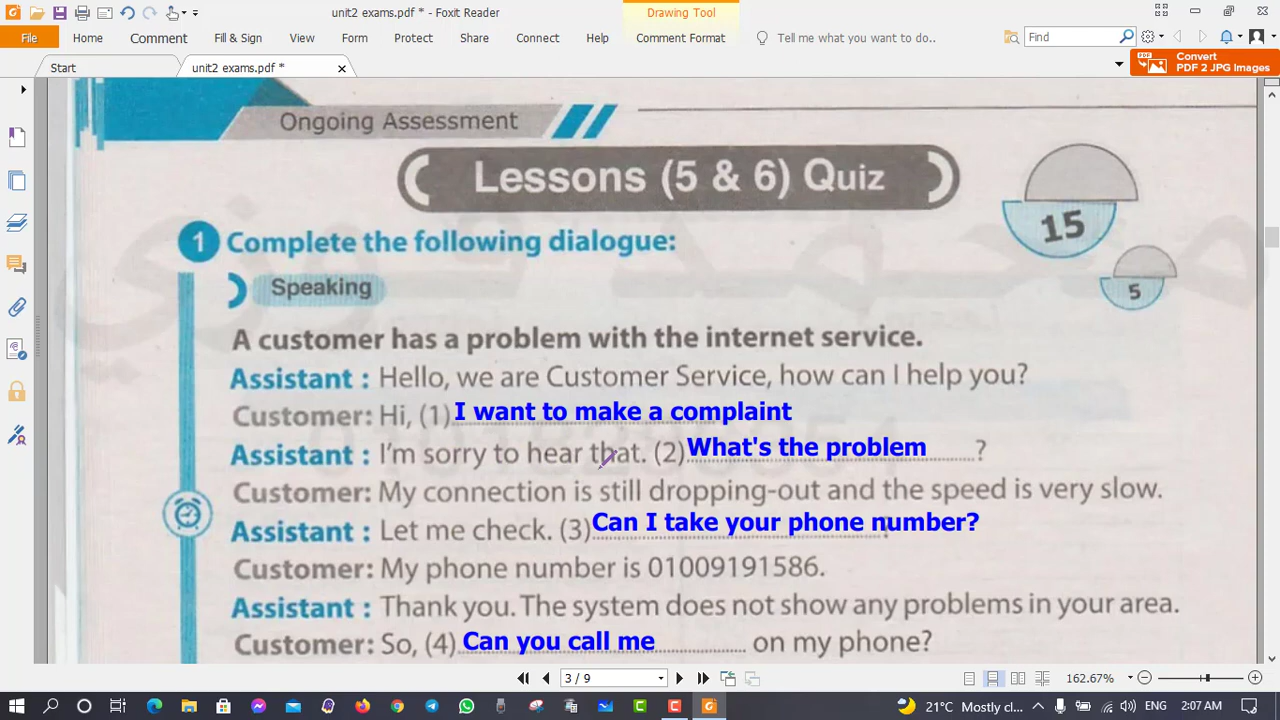 unit2 exams.pdf * - Foxit Reader
Drawing Tool
File Home Comment Fill & Sign View Form Protect Share Connect Help Comment Format Tell me what you want to do.. Find
Start unit2 exams.pdf *
Convert
PDF 2 JPG Images
Ongoing Assessment
Lessons (5 & 6) Quiz
15
1 Complete the following dialogue:
5
Speaking
A customer has a problem with the internet service.
Assistant : Hello, we are Customer Service, how can I help you?
Customer: Hi, (1) I want to make a complaint
Assistant : I'm sorry to hear that. (2) What's the problem ?
Customer: My connection is still dropping-out and the speed is very slow.
Assistant : Let me check. (3) Can I take your phone number?
Customer: My phone number is 01009191586.
Assistant : Thank you. The system does not show any problems in your area.
Customer: So, (4) Can you call me on my phone?
3 / 9 162.67%
21°C Mostly cl... ENG 2:07 AM